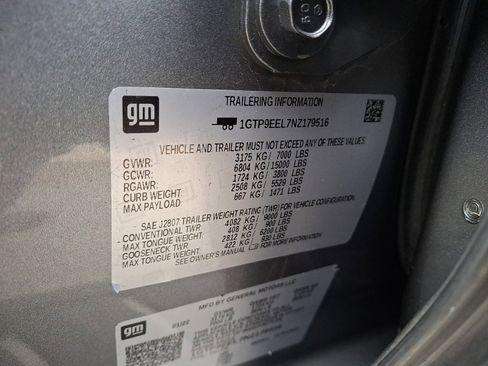 gm
TRAILERING INFORMATION
1GTP9EEL7NZ179516
VEHICLE AND TRAILER MUST NOT EXCEED ANY OF THESE
GVWR: 3175 KG/ 7000 LBS
GCWR: 6804 KG/15000 LBS
RGAWR: 1724 KG/ 3800 LBS
CURB WEIGHT: 2508 KG/ 5529 LBS
MAX PAYLOAD 667 KG/ 1471 LBS
SAE J2807 TRAILER WEIGHT RATING (TWR) FOR VEHICLE CONFIGURATION.
CONVENTIONAL TWR: 4082 KG/ 9000 LBS
MAX TONGUE WEIGHT: 408 KG/ 900 LBS
GOOSENECK TWR: 2812 KG/ 6200 LBS
MAX TONGUE WEIGHT: 422 KG/ 930 LBS
SEE OWNER'S MANUAL
gm
MFD BY GENERAL MOTORS LLC
01/22